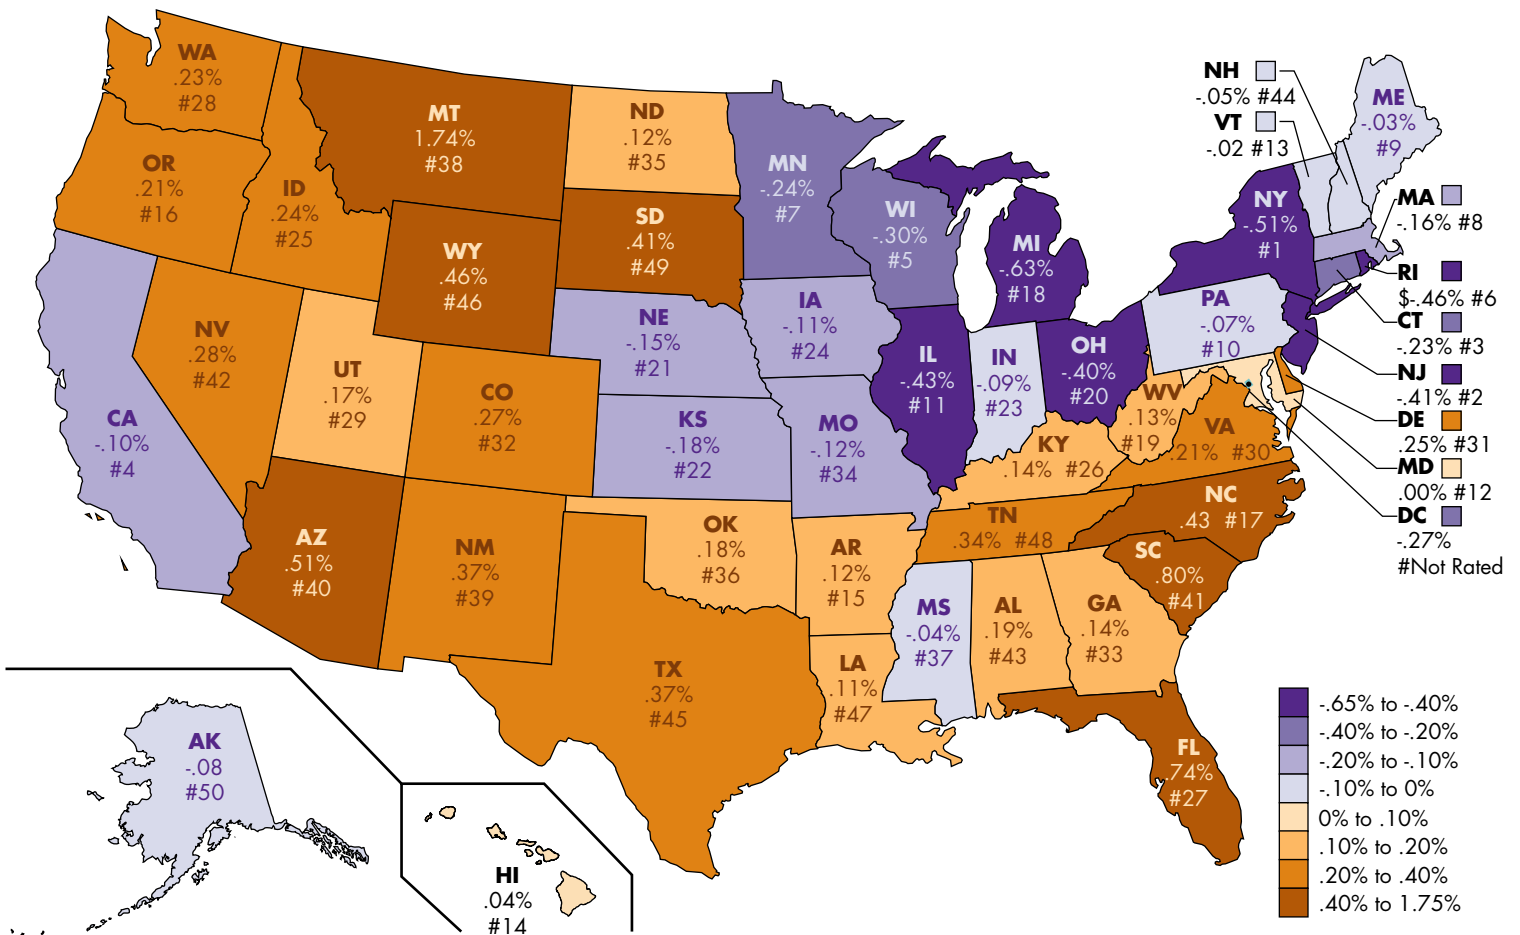 WA
.23%
#28
OR
.21%
#16
ID
.24%
#25
MT
1.74%
#38
ND
.12%
#35
MN
-.24%
#7
SD
.41%
#49
WY
.46%
#46
WI
-.30%
#5
MI
-.63%
#18
NY
-.51%
#1
NH
-.05% #44
VT
-.02 #13
ME
-.03%
#9
MA
-.16% #8
RI
$-.46% #6
CT
-.23% #3
NJ
-.41% #2
DE
.25% #31
MD
.00% #12
DC
-.27%
#Not Rated
CA
-.10%
#4
NV
.28%
#42
UT
.17%
#29
CO
.27%
#32
NE
-.15%
#21
IA
-.11%
#24
KS
-.18%
#22
MO
-.12%
#34
IL
-.43%
#11
IN
-.09%
#23
OH
-.40%
#20
PA
-.07%
#10
WV
.13%
#19
VA
.21% #30
KY
.14% #26
NC
.43 #17
TN
.34% #48
SC
.80%
#41
AZ
.51%
#40
NM
.37%
#39
OK
.18%
#36
AR
.12%
#15
MS
-.04%
#37
AL
.19%
#43
GA
.14%
#33
TX
.37%
#45
LA
.11%
#47
FL
.74%
#27
AK
-.08
#50
HI
.04%
#14
-.65% to -.40%
-.40% to -.20%
-.20% to -.10%
-.10% to 0%
0% to .10%
.10% to .20%
.20% to .40%
.40% to 1.75%